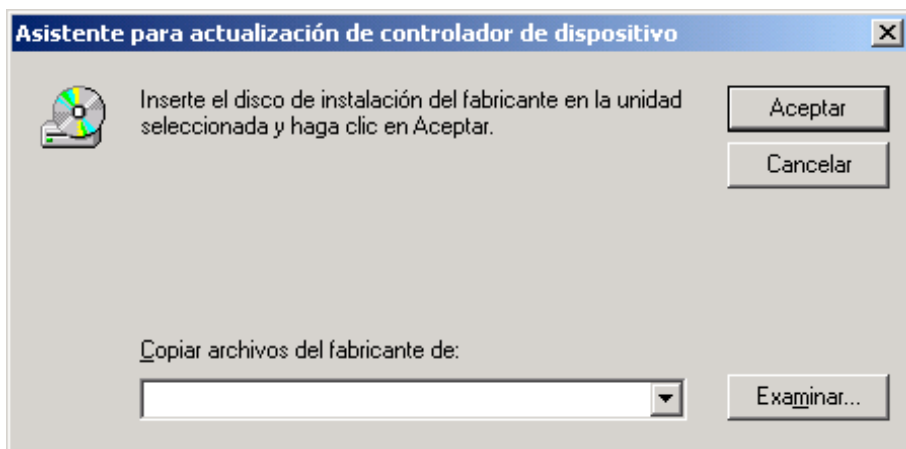 Asistente para actualización de controlador de dispositivo
Inserte el disco de instalación del fabricante en la unidad
seleccionada y haga clic en Aceptar.
Aceptar
Cancelar
Copiar archivos del fabricante de:
Examinar...